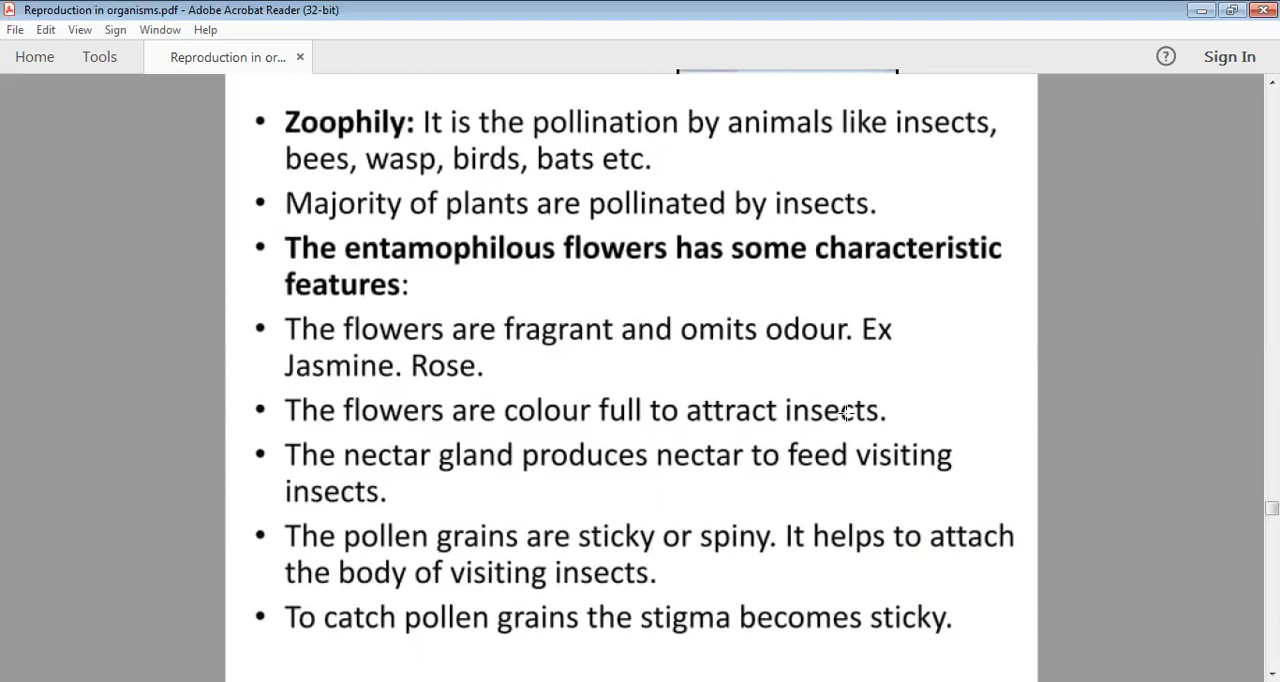 Reproduction in organisms.pdf - Adobe Acrobat Reader (32-bit)
File Edit View Sign Window Help
Home Tools Reproduction in or... × ? Sign In
• Zoophily: It is the pollination by animals like insects,
bees, wasp, birds, bats etc.
• Majority of plants are pollinated by insects.
• The entamophilous flowers has some characteristic
features:
• The flowers are fragrant and omits odour. Ex
Jasmine. Rose.
• The flowers are colour full to attract insects.
• The nectar gland produces nectar to feed visiting
insects.
• The pollen grains are sticky or spiny. It helps to attach
the body of visiting insects.
• To catch pollen grains the stigma becomes sticky.